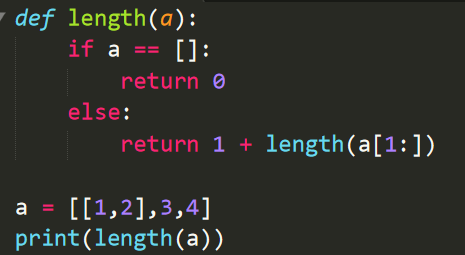 def length(a):
    if a == []:
        return 0
    else:
        return 1 + length(a[1:])

a = [[1,2],3,4]
print(length(a))